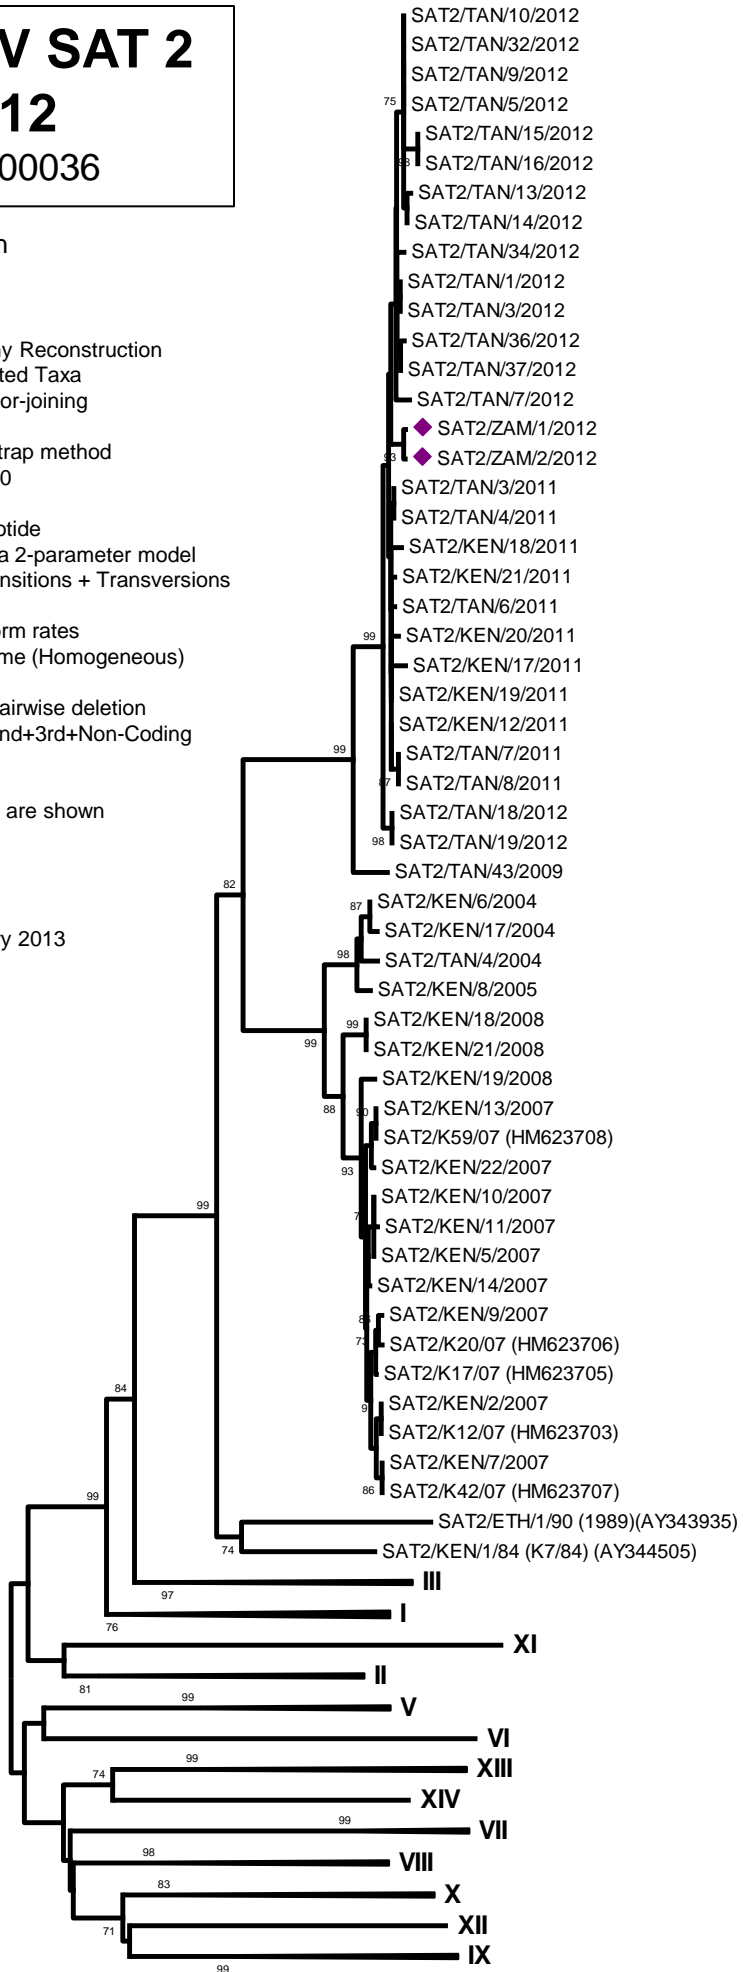 V SAT 2
12
00036
n
ny Reconstruction
ted Taxa
or-joining
trap method
0
otide
a 2-parameter model
nsitions + Transversions
orm rates
me (Homogeneous)
airwise deletion
nd+3rd+Non-Coding
are shown
y 2013
SAT2/TAN/10/2012
SAT2/TAN/32/2012
SAT2/TAN/9/2012
75
SAT2/TAN/5/2012
SAT2/TAN/15/2012
SAT2/TAN/16/2012
SAT2/TAN/13/2012
SAT2/TAN/14/2012
SAT2/TAN/34/2012
SAT2/TAN/1/2012
SAT2/TAN/3/2012
SAT2/TAN/36/2012
SAT2/TAN/37/2012
SAT2/TAN/7/2012
SAT2/ZAM/1/2012
93
SAT2/ZAM/2/2012
SAT2/TAN/3/2011
SAT2/TAN/4/2011
SAT2/KEN/18/2011
SAT2/KEN/21/2011
SAT2/TAN/6/2011
99
SAT2/KEN/20/2011
SAT2/KEN/17/2011
SAT2/KEN/19/2011
SAT2/KEN/12/2011
99
SAT2/TAN/7/2011
87
SAT2/TAN/8/2011
SAT2/TAN/18/2012
98
SAT2/TAN/19/2012
SAT2/TAN/43/2009
82
87
SAT2/KEN/6/2004
SAT2/KEN/17/2004
98
SAT2/TAN/4/2004
SAT2/KEN/8/2005
99
SAT2/KEN/18/2008
99
SAT2/KEN/21/2008
SAT2/KEN/19/2008
88
90
SAT2/KEN/13/2007
SAT2/K59/07 (HM623708)
93
SAT2/KEN/22/2007
SAT2/KEN/10/2007
99
SAT2/KEN/11/2007
SAT2/KEN/5/2007
SAT2/KEN/14/2007
SAT2/KEN/9/2007
SAT2/K20/07 (HM623706)
SAT2/K17/07 (HM623705)
84
SAT2/KEN/2/2007
SAT2/K12/07 (HM623703)
SAT2/KEN/7/2007
99
86
SAT2/K42/07 (HM623707)
SAT2/ETH/1/90 (1989)(AY343935)
74
SAT2/KEN/1/84 (K7/84) (AY344505)
III
97
I
76
XI
II
81
99
V
VI
99
XIII
74
XIV
99
VII
98
VIII
83
X
71
XII
IX
99